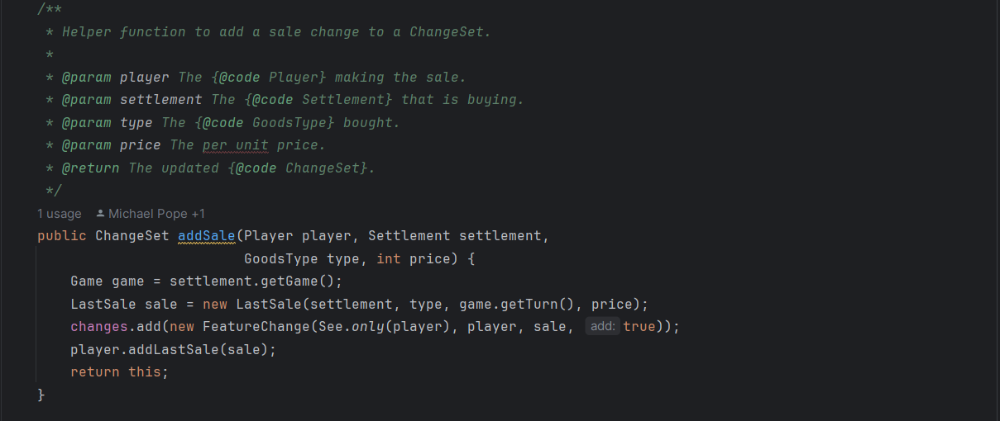 /**
 * Helper function to add a sale change to a ChangeSet.
 *
 * @param player The {@code Player} making the sale.
 * @param settlement The {@code Settlement} that is buying.
 * @param type The {@code GoodsType} bought.
 * @param price The per unit price.
 * @return The updated {@code ChangeSet}.
 */
1 usage Michael Pope +1
public ChangeSet addSale(Player player, Settlement settlement,
                         GoodsType type, int price) {
    Game game = settlement.getGame();
    LastSale sale = new LastSale(settlement, type, game.getTurn(), price);
    changes.add(new FeatureChange(See.only(player), player, sale, add: true));
    player.addLastSale(sale);
    return this;
}